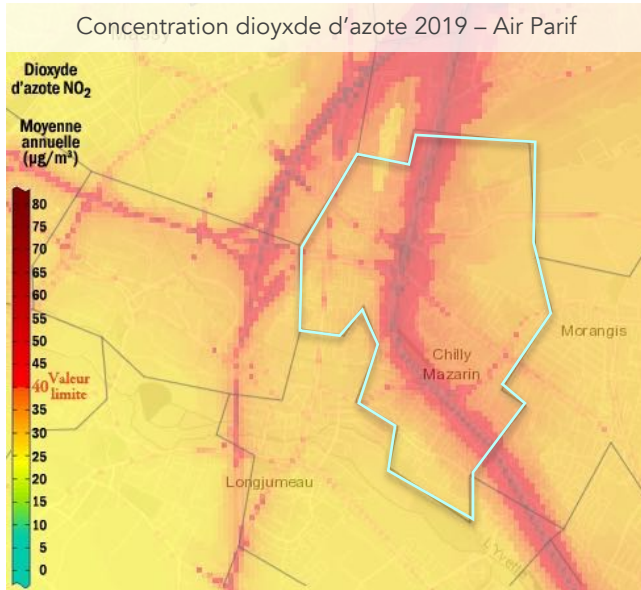 Concentration dioyxde d'azote 2019 – Air Parif
Dioxyde
d'azote NO₂
Moyenne
annuelle
(µg/m³)
80
75
70
65
60
55
50
45
40 Valeur
limite
35
30
25
20
15
10
5
0
Morangis
Chilly
Mazarin
Longjumeau
L'Yvette